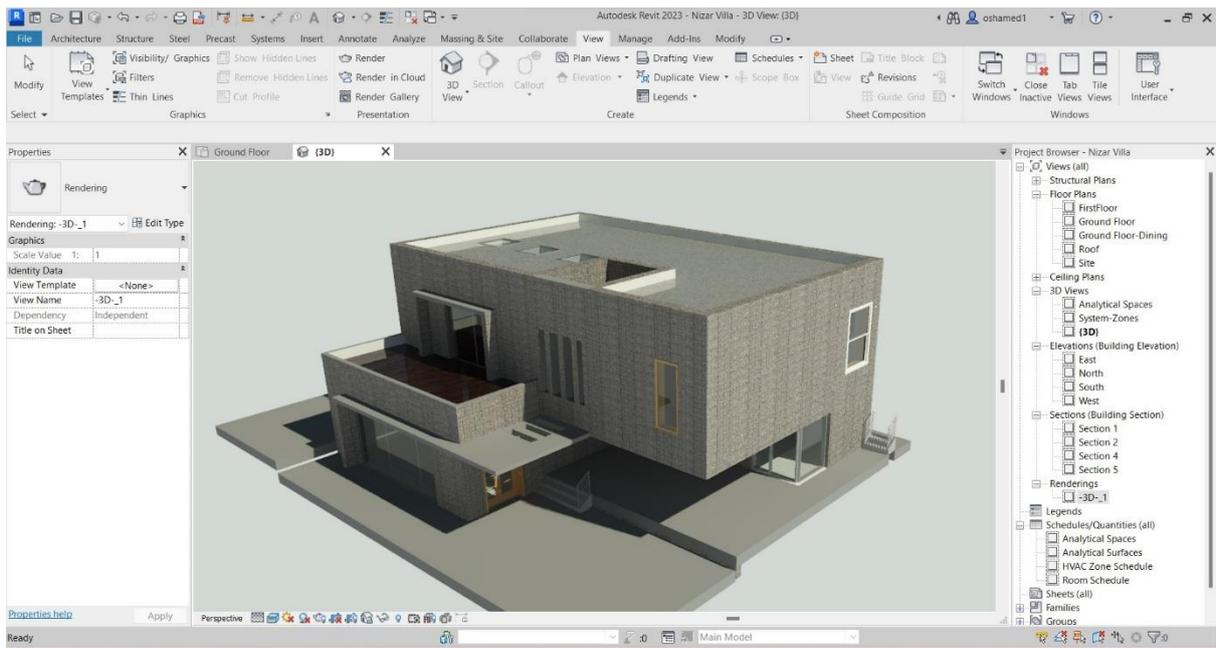 Autodesk Revit 2023 - Nizar Villa - 3D View: {3D}
oshamed1
File Architecture Structure Steel Precast Systems Insert Annotate Analyze Massing & Site Collaborate View Manage Add-Ins Modify
Modify
View Templates
Visibility/ Graphics
Filters
Thin Lines
Show Hidden Lines
Remove Hidden Lines
Cut Profile
Render
Render in Cloud
Render Gallery
3D View
Section
Callout
Plan Views
Elevation
Drafting View
Duplicate View
Legends
Schedules
Scope Box
Sheet
View
Title Block
Revisions
Guide Grid
Switch Windows
Close Inactive
Tab Views
Tile Views
User Interface
Select
Graphics
Presentation
Create
Sheet Composition
Windows
Properties
Rendering
Rendering: -3D-_1
Edit Type
Graphics
Scale Value 1: 1
Identity Data
View Template <None>
View Name -3D-_1
Dependency Independent
Title on Sheet
Properties help
Apply
Ground Floor
{3D}
Perspective
Project Browser - Nizar Villa
Views (all)
Structural Plans
Floor Plans
FirstFloor
Ground Floor
Ground Floor-Dining
Roof
Site
Ceiling Plans
3D Views
Analytical Spaces
System-Zones
{3D}
Elevations (Building Elevation)
East
North
South
West
Sections (Building Section)
Section 1
Section 2
Section 4
Section 5
Renderings
-3D-_1
Legends
Schedules/Quantities (all)
Analytical Spaces
Analytical Surfaces
HVAC Zone Schedule
Room Schedule
Sheets (all)
Families
Groups
Ready
:0
Main Model
:0